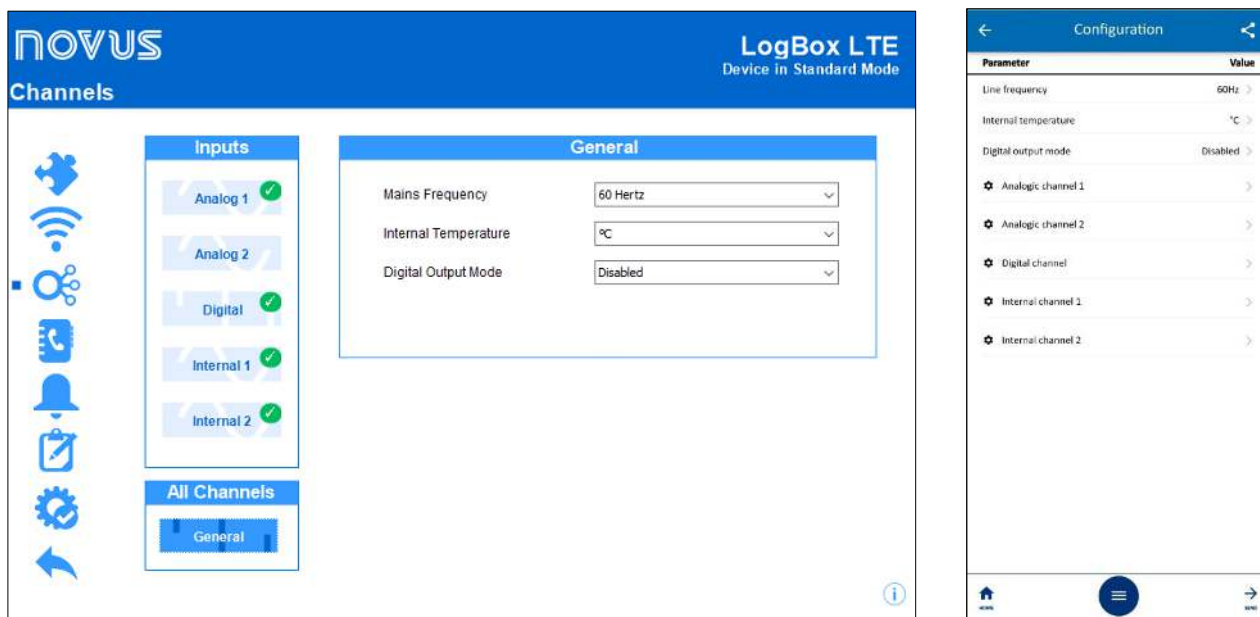 novus
LogBox LTE
Device in Standard Mode
Channels
Inputs
Analog 1
Analog 2
Digital
Internal 1
Internal 2
All Channels
General
General
Mains Frequency
60 Hertz
Internal Temperature
ºC
Digital Output Mode
Disabled
i
Configuration
Parameter Value
Line frequency 60Hz
Internal temperature °C
Digital output mode Disabled
Analogic channel 1
Analogic channel 2
Digital channel
Internal channel 1
Internal channel 2
HOME SEND